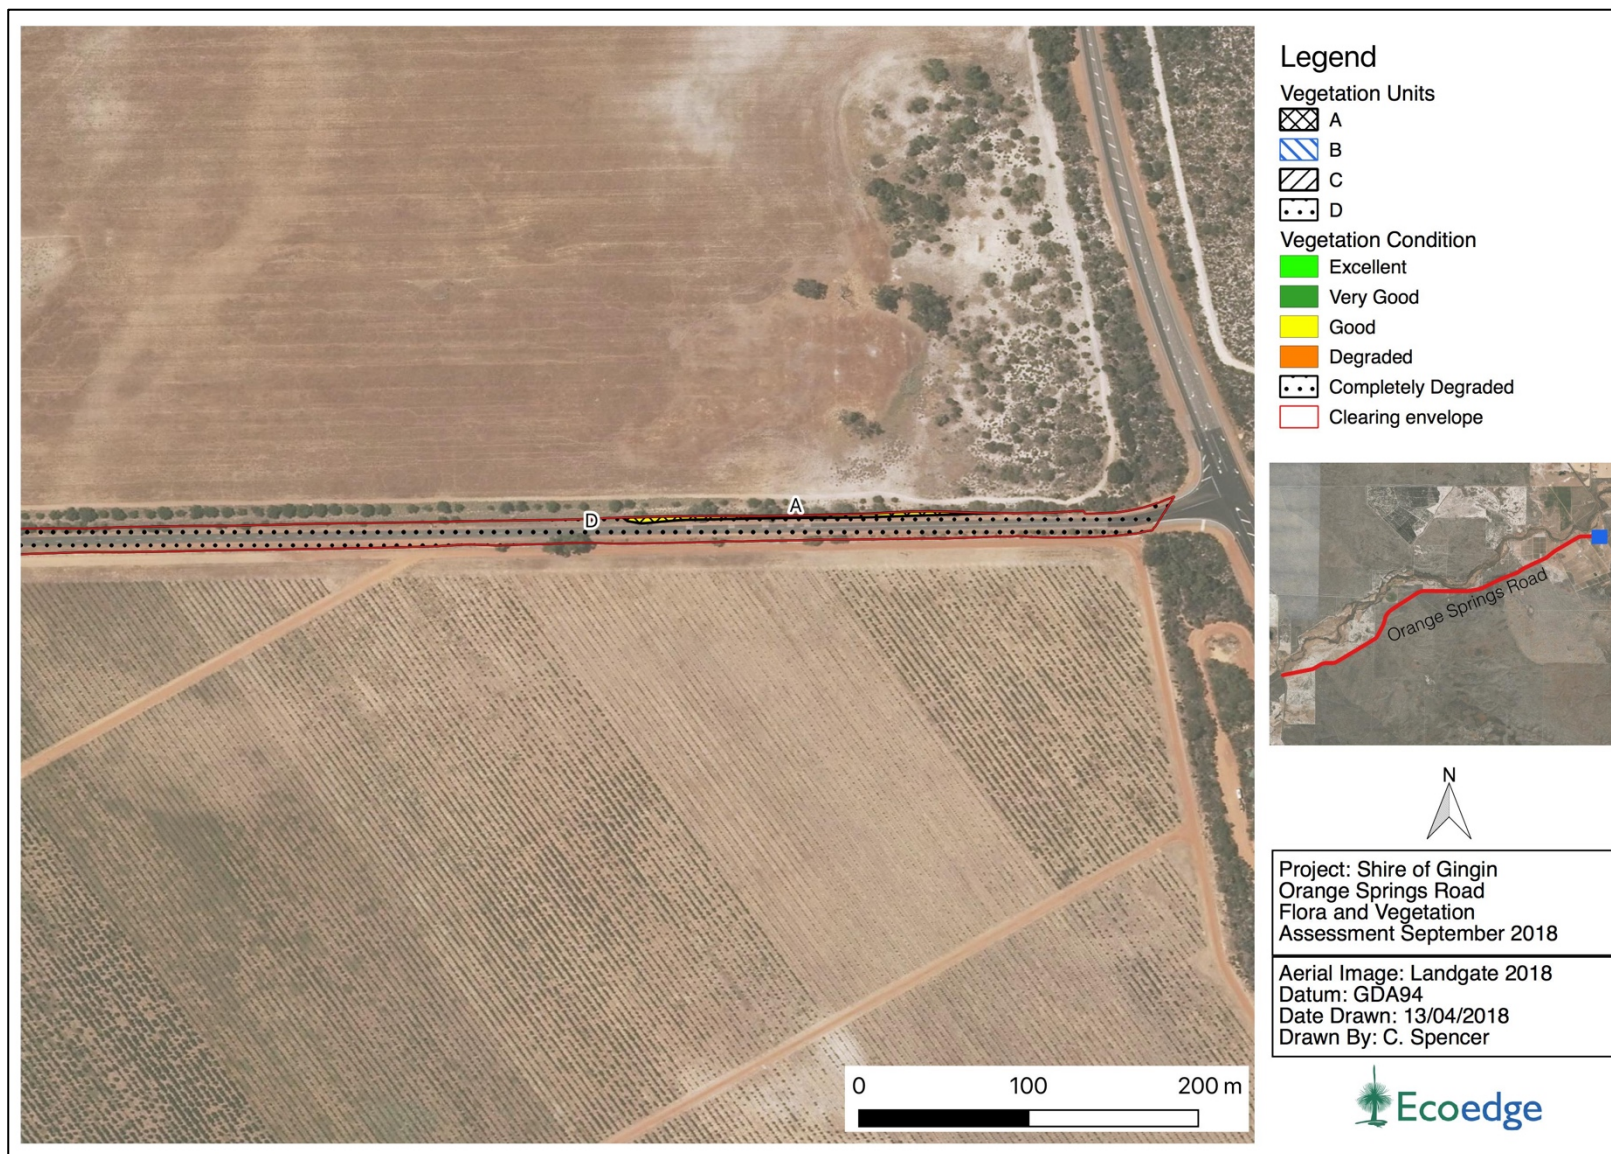 Legend
Vegetation Units
A
B
C
D
Vegetation Condition
Excellent
Very Good
Good
Degraded
Completely Degraded
Clearing envelope
A
D
Orange Springs Road
N
Project: Shire of Gingin
Orange Springs Road
Flora and Vegetation
Assessment September 2018
Aerial Image: Landgate 2018
Datum: GDA94
Date Drawn: 13/04/2018
Drawn By: C. Spencer
0 100 200 m
Ecoedge